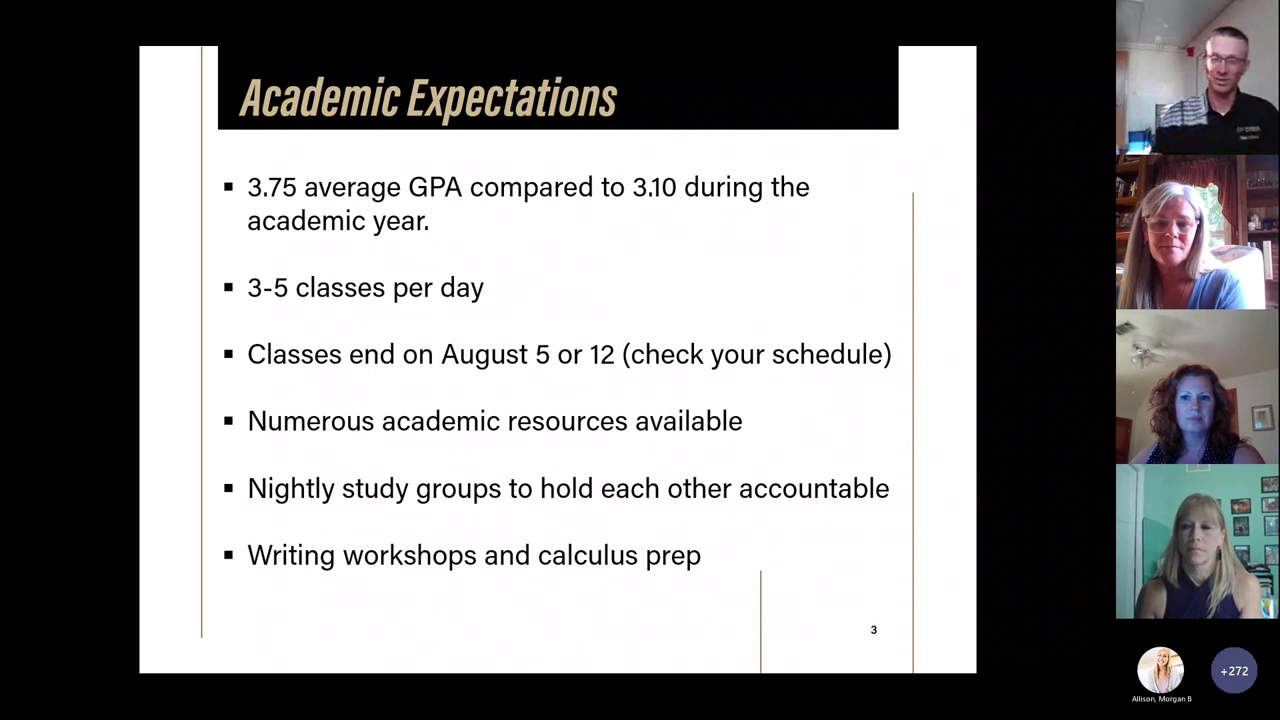 Academic Expectations
▪ 3.75 average GPA compared to 3.10 during the
academic year.
▪ 3-5 classes per day
▪ Classes end on August 5 or 12 (check your schedule)
▪ Numerous academic resources available
▪ Nightly study groups to hold each other accountable
▪ Writing workshops and calculus prep
3
+272
Allison, Morgan B